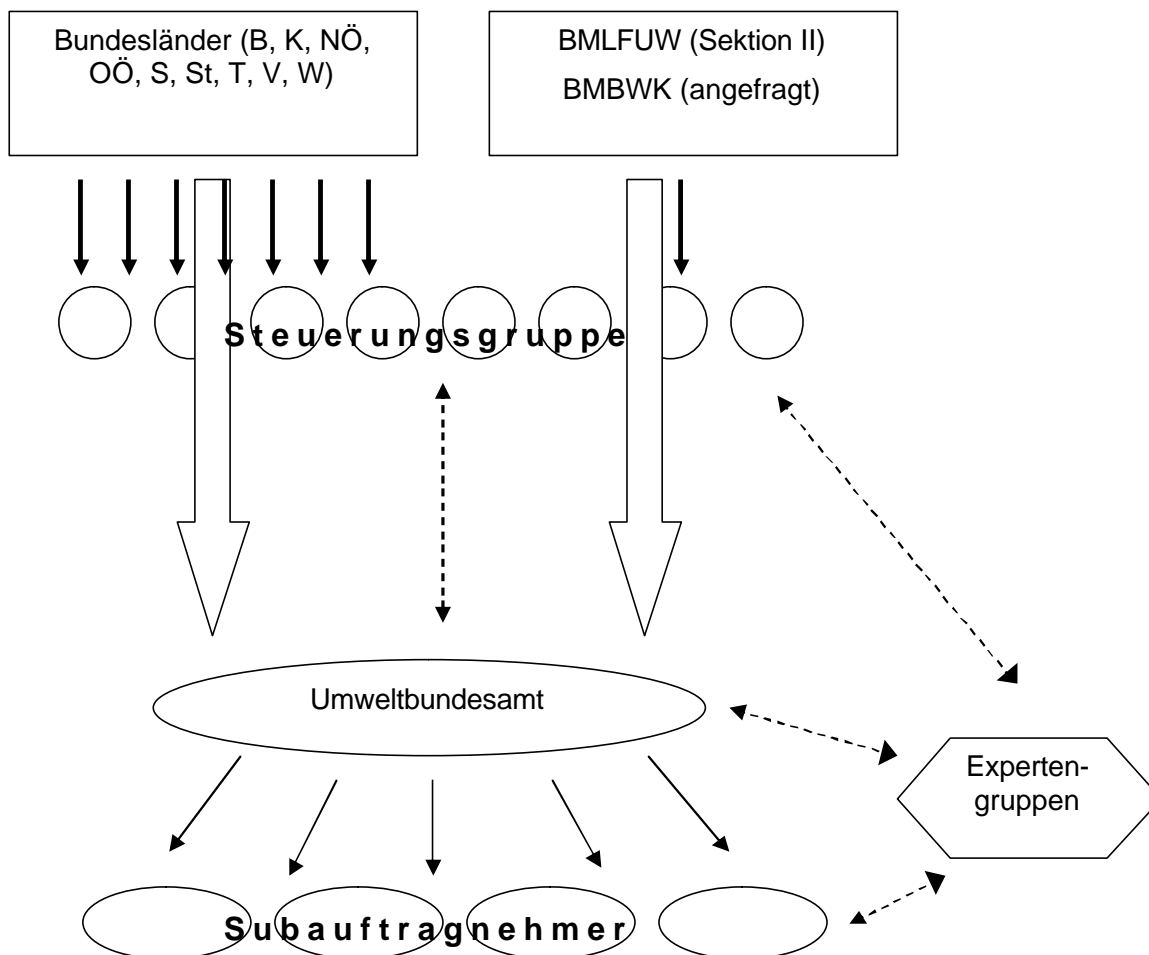 Bundesländer (B, K, NÖ,
OÖ, S, St, T, V, W)
BMLFUW (Sektion II)
BMBWK (angefragt)
Steuerungsgruppe
Umweltbundesamt
Experten-
gruppen
Subauftragnehmer